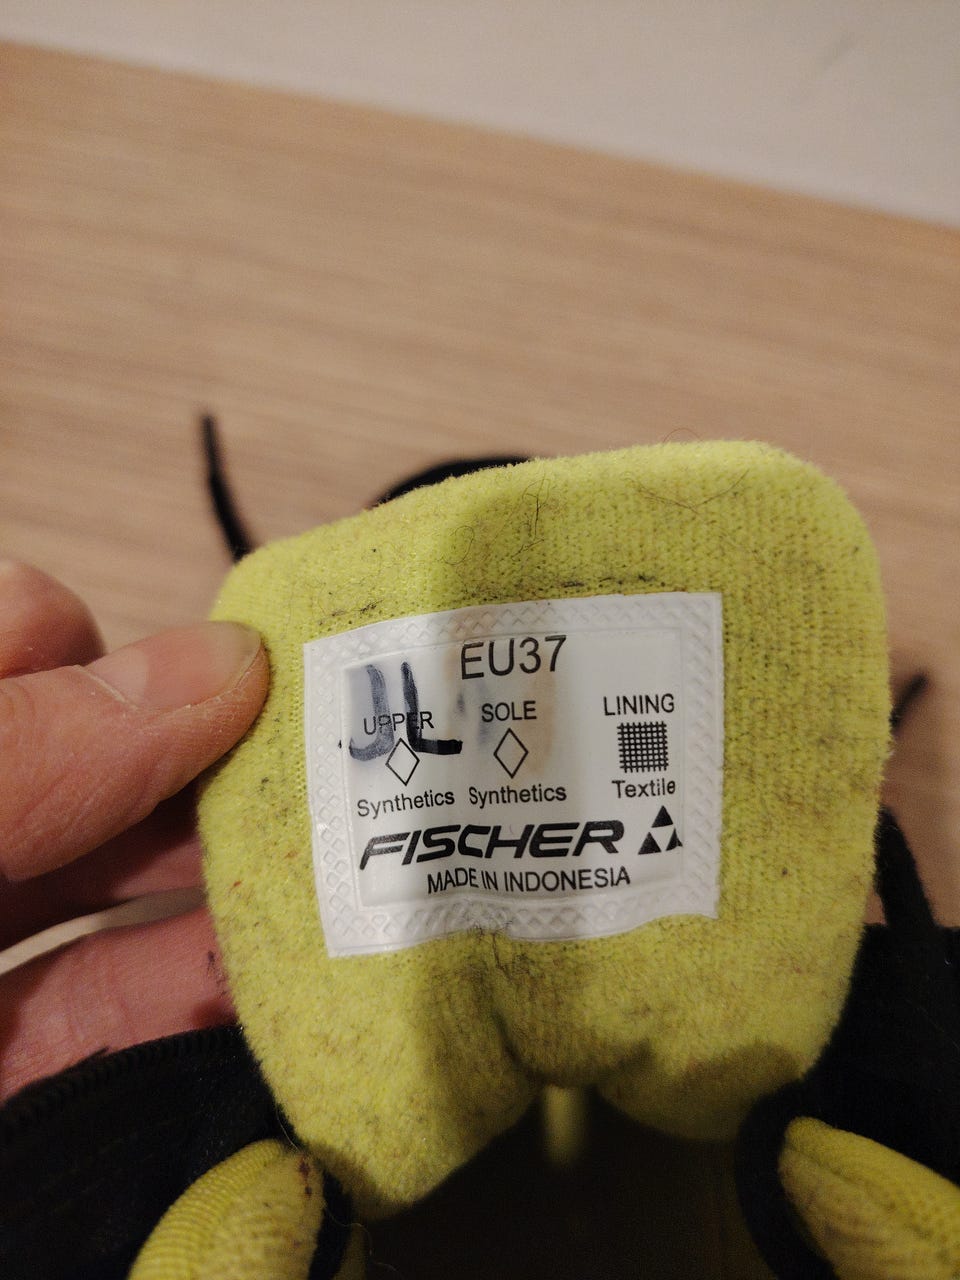 EU37
JL
UPPER SOLE LINING
Synthetics Synthetics Textile
FISCHER
MADE IN INDONESIA